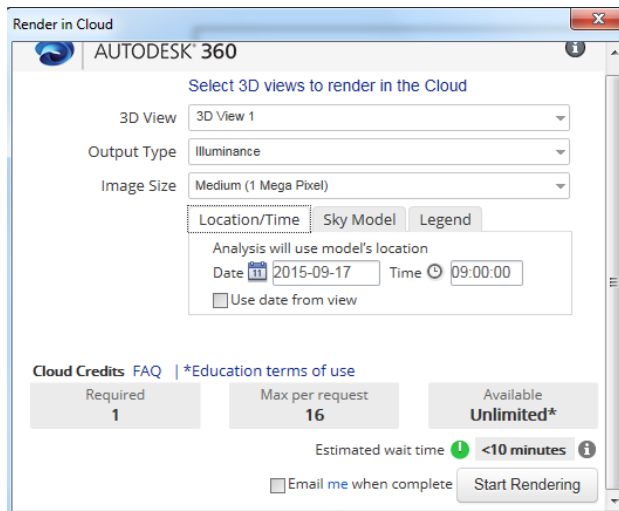 Render in Cloud
AUTODESK® 360
Select 3D views to render in the Cloud
3D View 3D View 1
Output Type Illuminance
Image Size Medium (1 Mega Pixel)
Location/Time Sky Model Legend
Analysis will use model's location
Date 11 2015-09-17 Time 09:00:00
Use date from view
Cloud Credits FAQ | *Education terms of use
Required Max per request Available
1 16 Unlimited*
Estimated wait time <10 minutes
Email me when complete Start Rendering